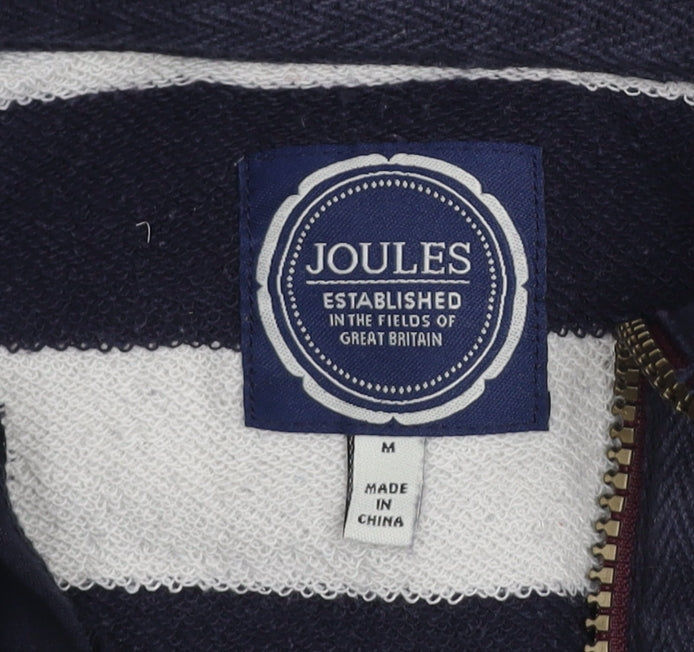 JOULES
ESTABLISHED
IN THE FIELDS OF
GREAT BRITAIN
M
MADE
IN
CHINA